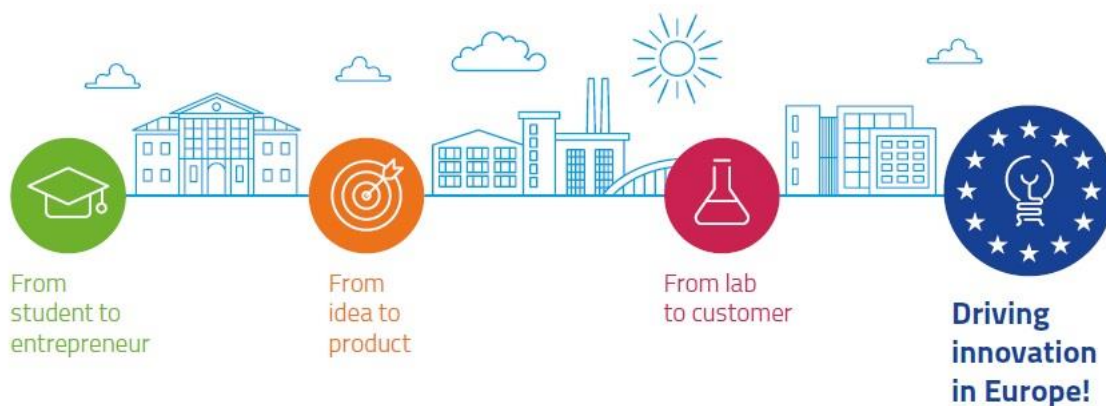 From
student to
entrepreneur
From
idea to
product
From lab
to customer
Driving
innovation
in Europe!